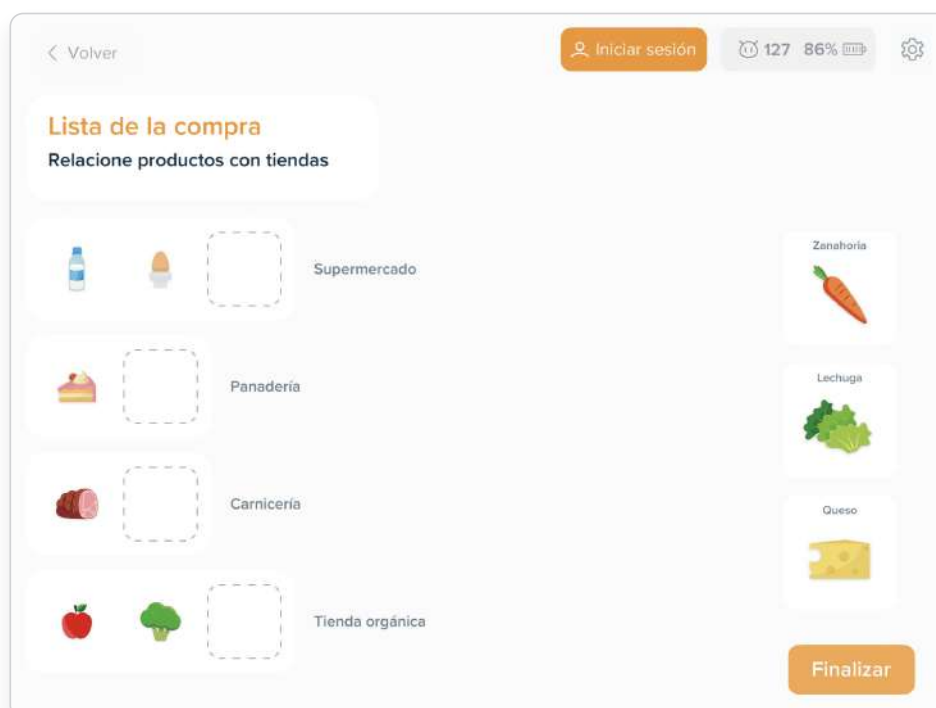 Volver
Iniciar sesión
127 86%
Lista de la compra
Relacione productos con tiendas
Supermercado
Zanahoria
Panadería
Lechuga
Carnicería
Queso
Tienda orgánica
Finalizar